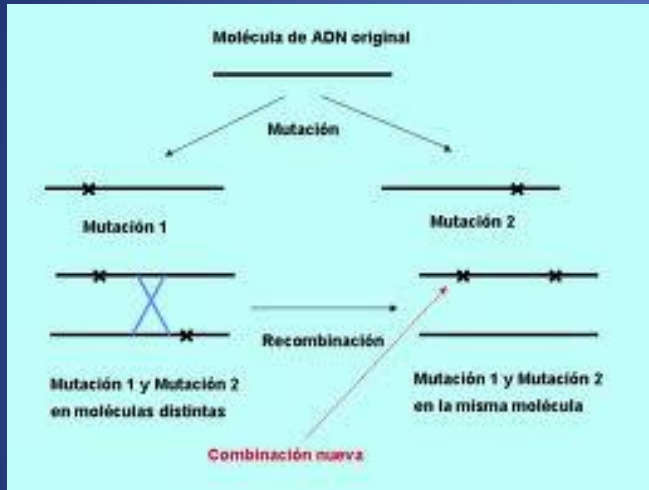 Molécula de ADN original
Mutación
Mutación 1
Mutación 2
Recombinación
Mutación 1 y Mutación 2
en moléculas distintas
Mutación 1 y Mutación 2
en la misma molécula
Combinación nueva